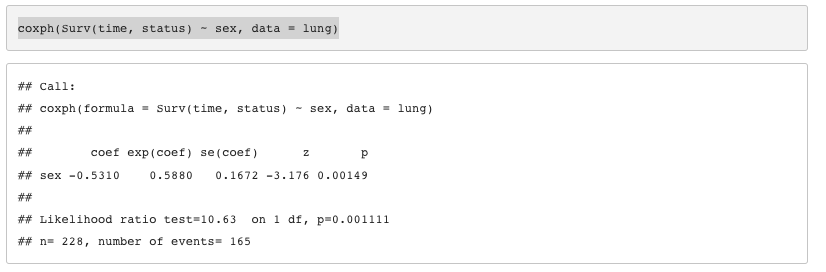 coxph(Surv(time, status) ~ sex, data = lung)
## Call:
## coxph(formula = Surv(time, status) ~ sex, data = lung)
##
##        coef exp(coef) se(coef)      z       p
## sex -0.5310    0.5880   0.1672 -3.176 0.00149
##
## Likelihood ratio test=10.63  on 1 df, p=0.001111
## n= 228, number of events= 165